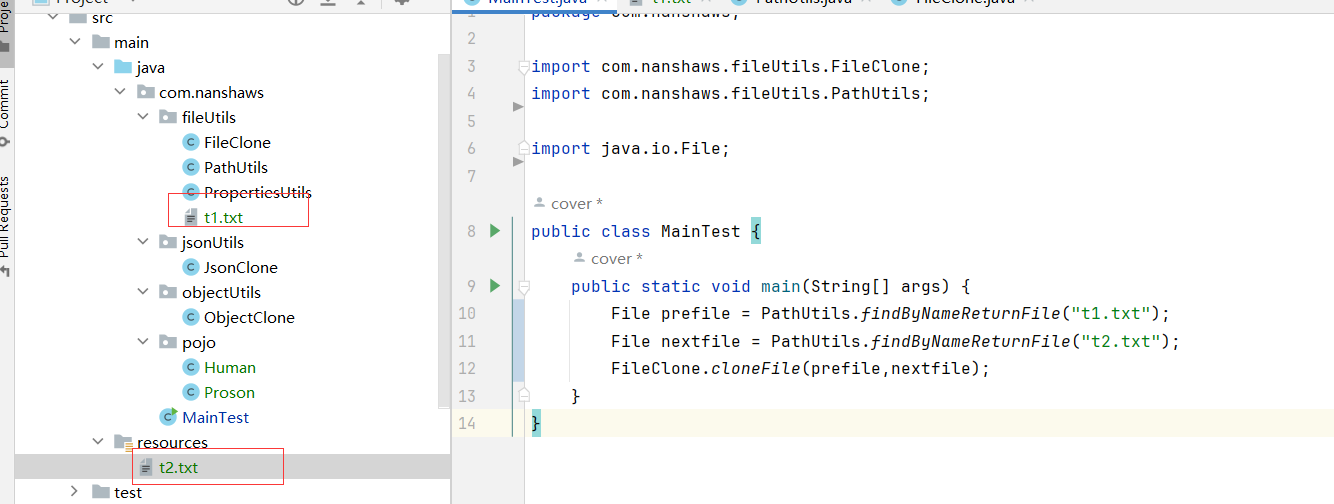 Project
src
main
java
com.nanshaws
fileUtils
FileClone
PathUtils
PropertiesUtils
t1.txt
jsonUtils
JsonClone
objectUtils
ObjectClone
pojo
Human
Proson
MainTest
resources
t2.txt
test
Commit
Pull Requests
MainTest.java
t1.txt
PathUtils.java
FileClone.java
1 package com.nanshaws;
2
3 import com.nanshaws.fileUtils.FileClone;
4 import com.nanshaws.fileUtils.PathUtils;
5
6 import java.io.File;
7
cover *
8 public class MainTest {
cover *
9 public static void main(String[] args) {
10 File prefile = PathUtils.findByNameReturnFile("t1.txt");
11 File nextfile = PathUtils.findByNameReturnFile("t2.txt");
12 FileClone.cloneFile(prefile,nextfile);
13 }
14 }